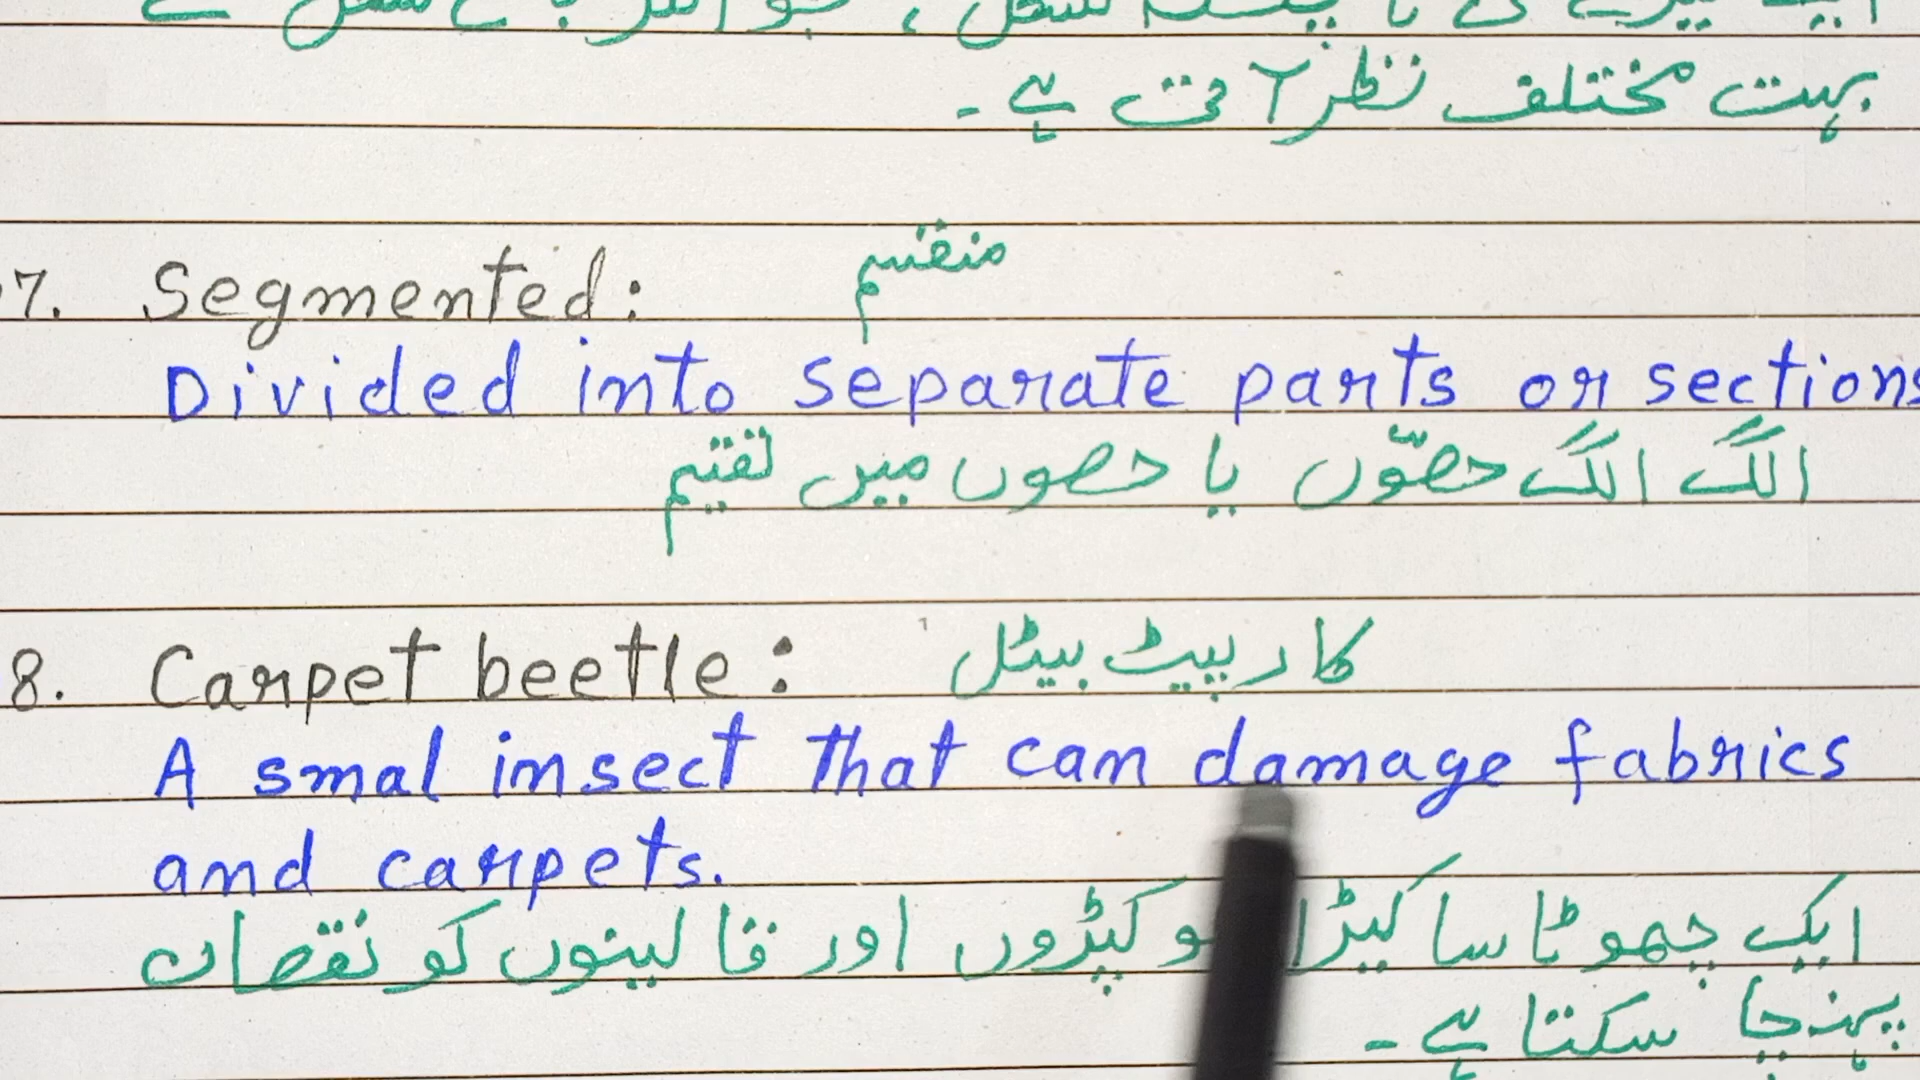 بہت مختلف نظر آتی ہے۔
7. Segmented: منقسم
Divided into separate parts or sections
الگ الگ حصّوں یا حصوں میں تقسیم
8. Carpet beetle: کارپیٹ بیٹل
A smal insect that can damage fabrics
and carpets.
ایک چھوٹا سا کیڑا کپڑوں اور قالینوں کو نقصان
پہنچا سکتا ہے۔